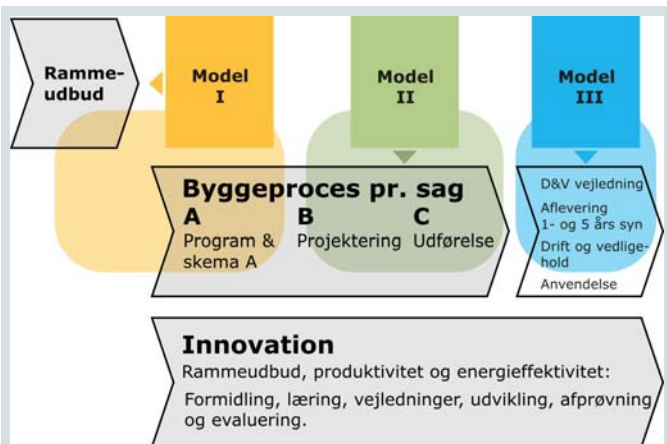 Ramme-
udbud
Model
I
Model
II
Model
III
Byggeproces pr. sag
A
Program &
skema A
B
Projektering
C
Udførelse
D&V vejledning
Aflevering
1- og 5 års syn
Drift og vedlige-
hold
Anvendelse
Innovation
Rammeudbud, produktivitet og energieffektivitet:
Formidling, læring, vejledninger, udvikling, afprøvning
og evaluering.